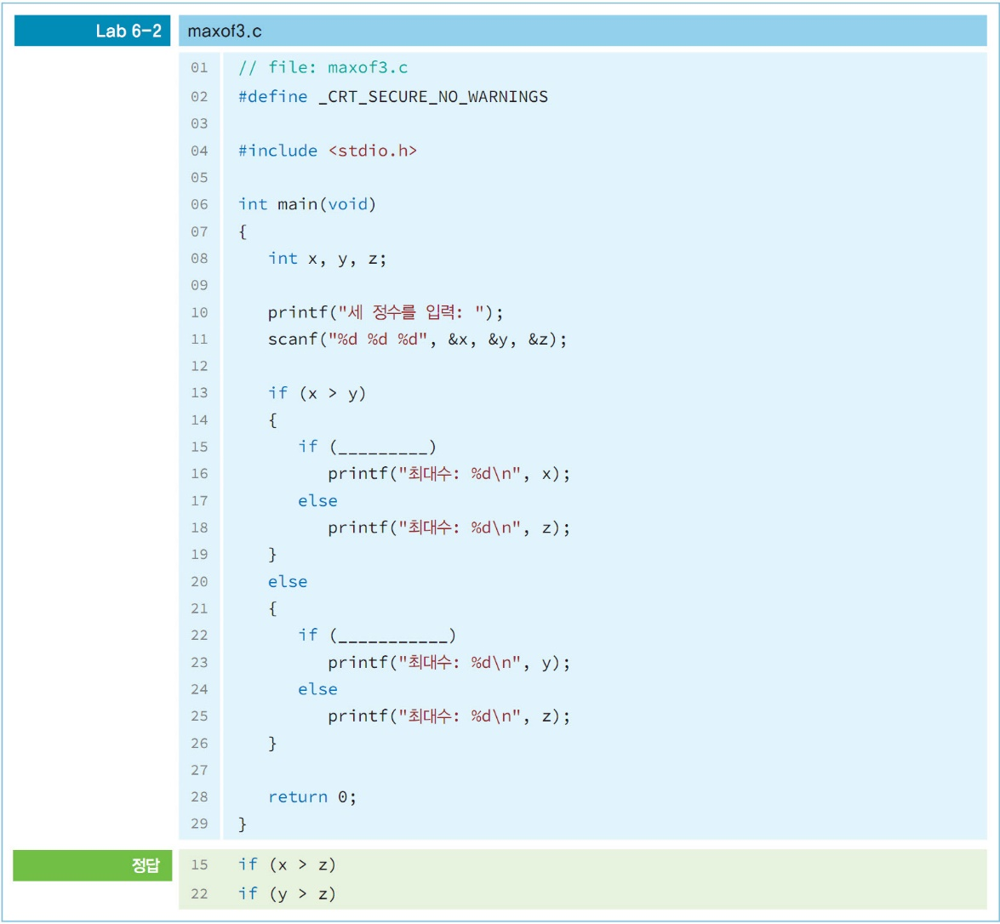 Lab 6-2 maxof3.c
01 // file: maxof3.c
02 #define _CRT_SECURE_NO_WARNINGS
03
04 #include <stdio.h>
05
06 int main(void)
07 {
08    int x, y, z;
09
10    printf("세 정수를 입력: ");
11    scanf("%d %d %d", &x, &y, &z);
12
13    if (x > y)
14    {
15       if (_________)
16          printf("최대수: %d\n", x);
17       else
18          printf("최대수: %d\n", z);
19    }
20    else
21    {
22       if (___________)
23          printf("최대수: %d\n", y);
24       else
25          printf("최대수: %d\n", z);
26    }
27
28    return 0;
29 }
정답 15 if (x > z)
22 if (y > z)